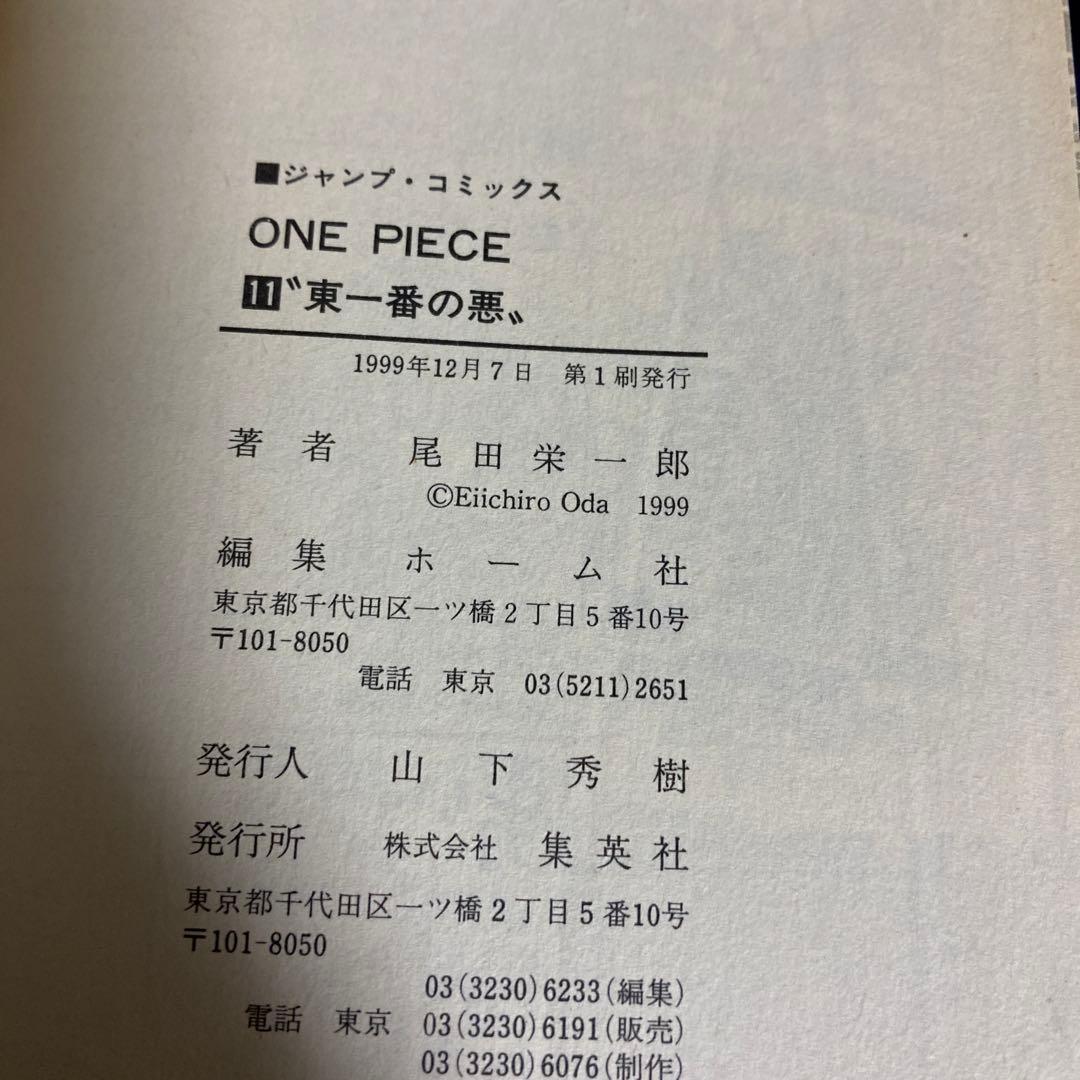 ■ジャンプ・コミックス
ONE PIECE
11〝東一番の悪〟
1999年12月7日 第1刷発行
著者 尾田栄一郎
©Eiichiro Oda 1999
編集 ホーム社
東京都千代田区一ツ橋2丁目5番10号
〒101-8050
電話 東京 03(5211)2651
発行人 山下秀樹
発行所 株式会社 集英社
東京都千代田区一ツ橋2丁目5番10号
〒101-8050
03(3230)6233(編集)
電話 東京 03(3230)6191(販売)
03(3230)6076(制作)